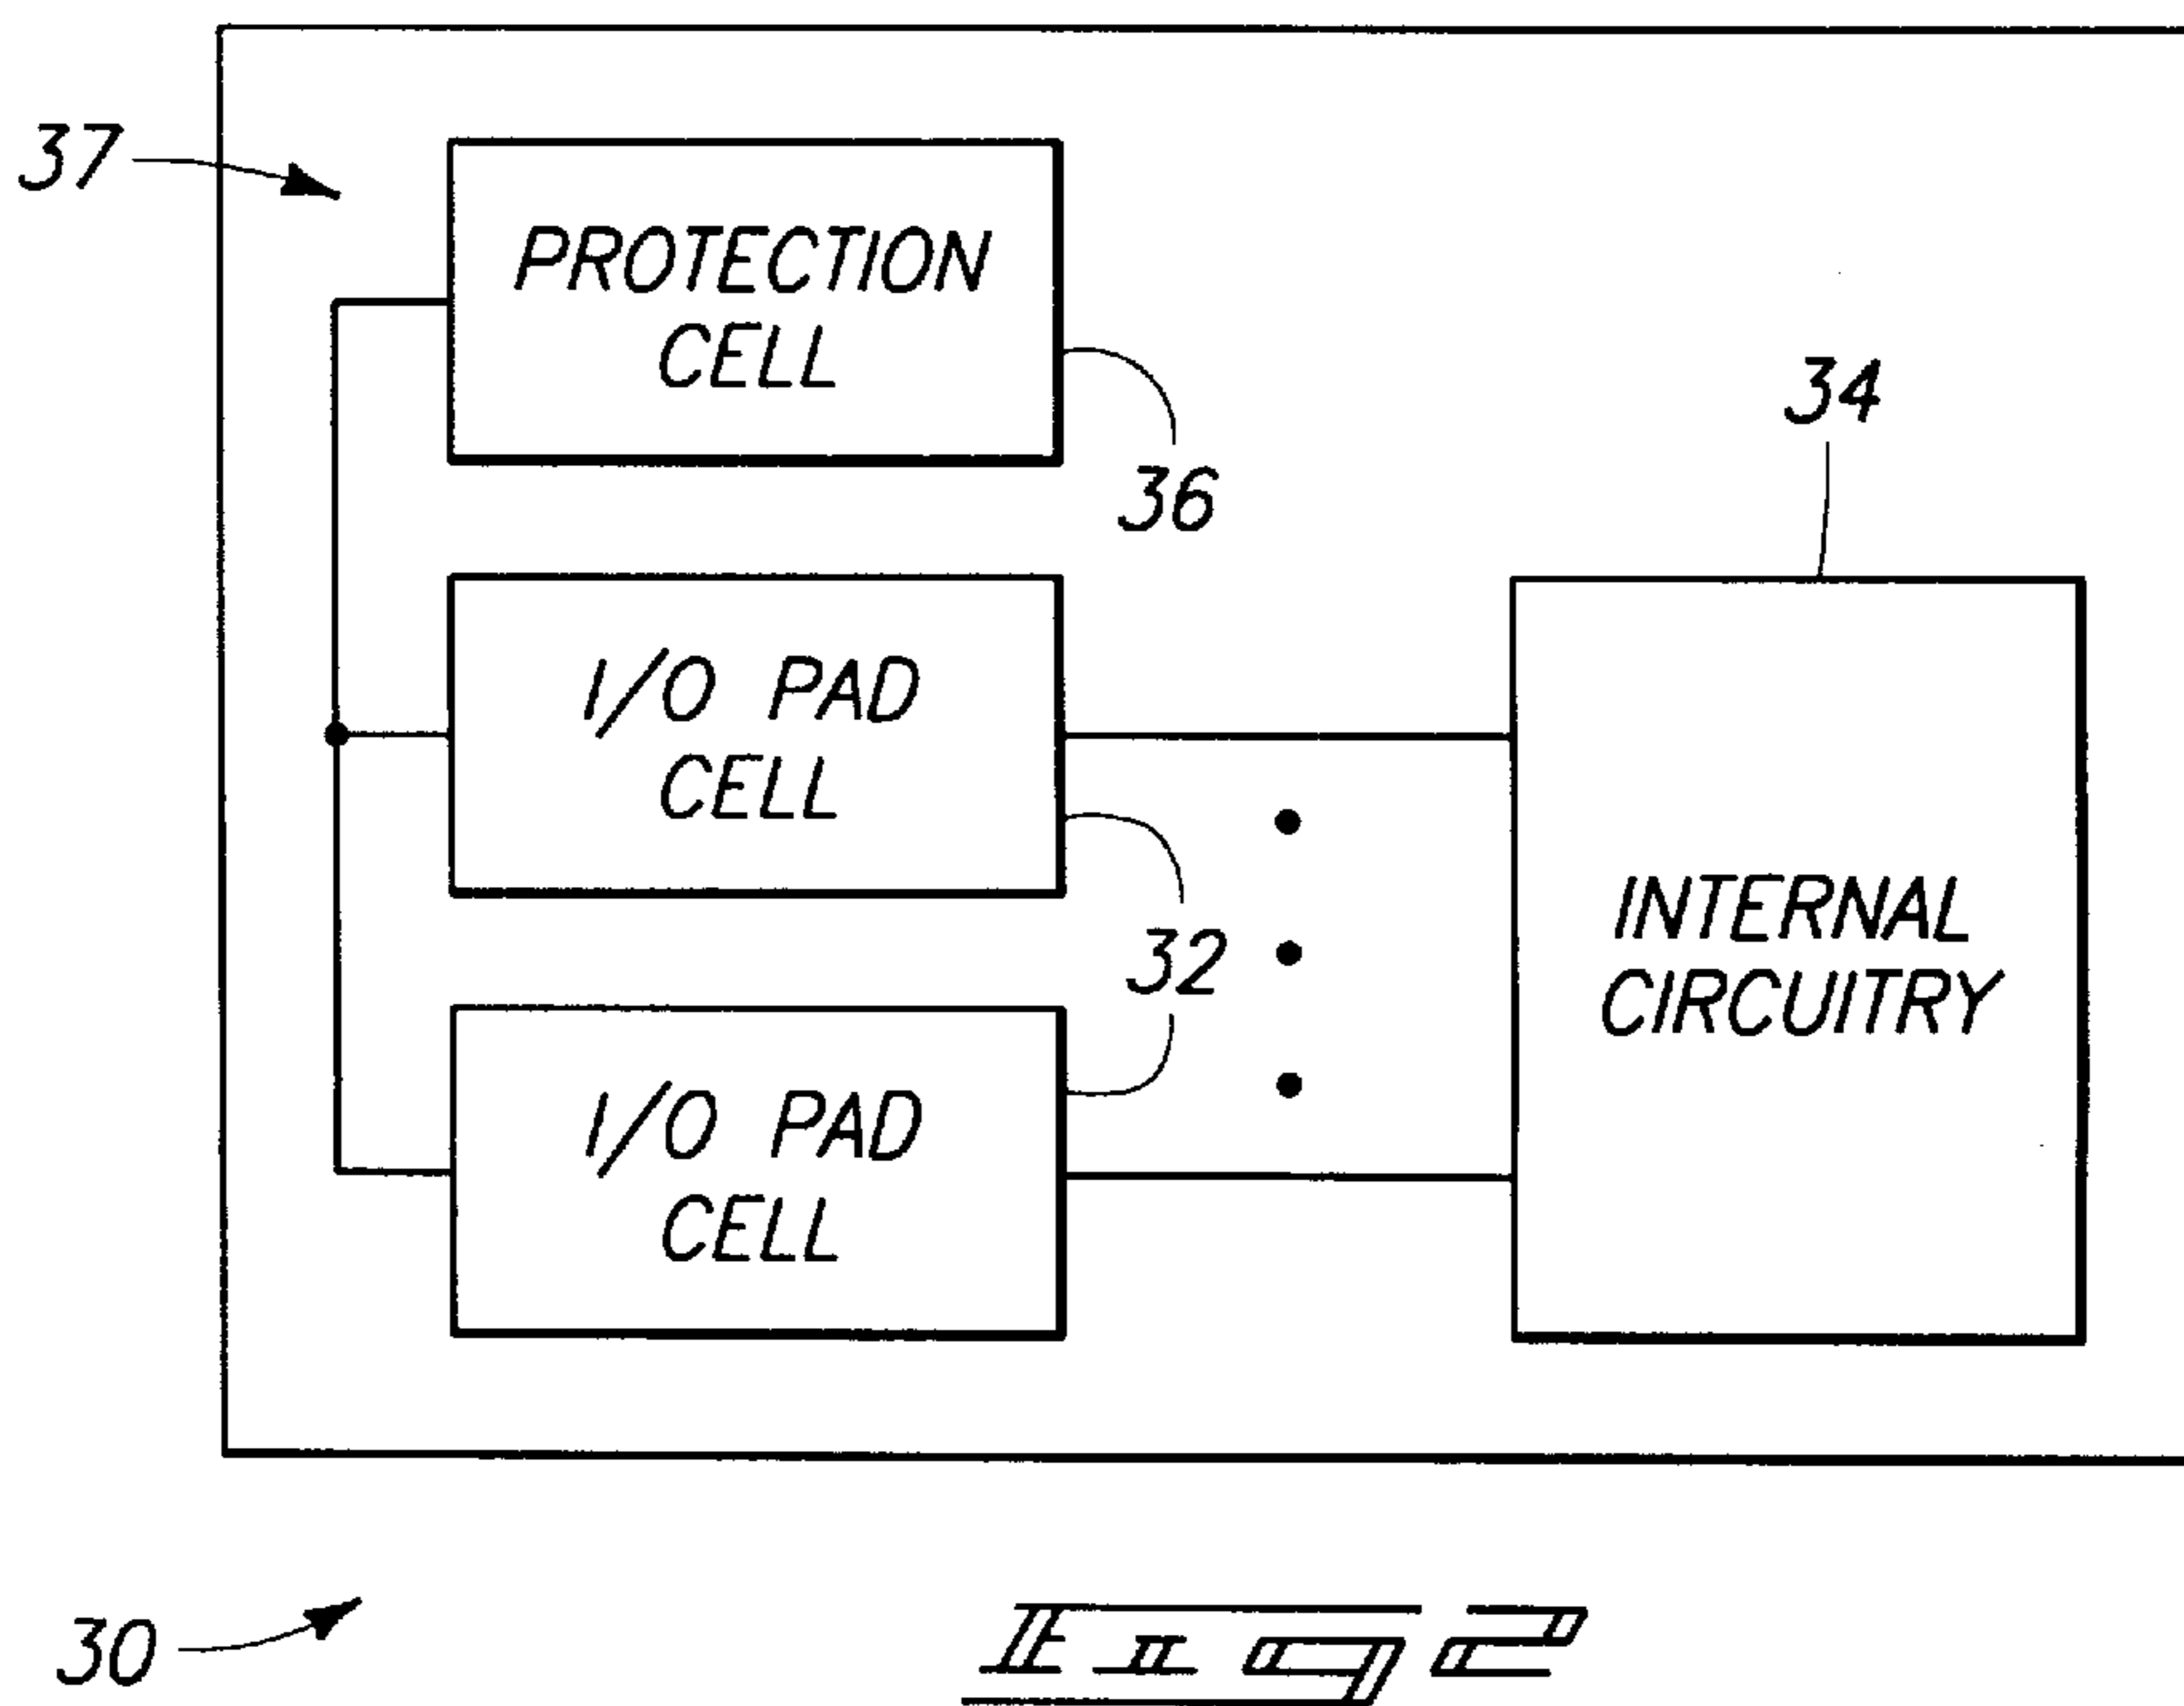 37
PROTECTION
CELL
36
34
I/O PAD
CELL
32
INTERNAL
CIRCUITRY
I/O PAD
CELL
30
Fig 2